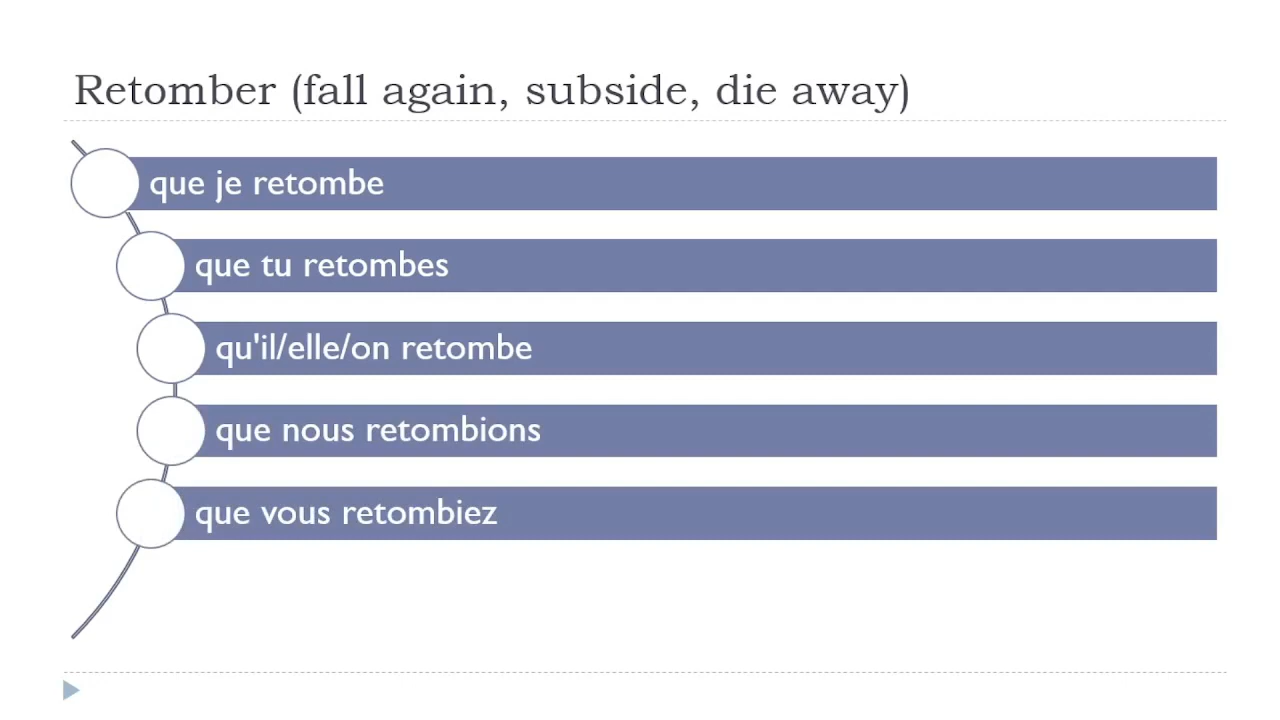 Retomber (fall again, subside, die away)
que je retombe
que tu retombes
qu'il/elle/on retombe
que nous retombions
que vous retombiez